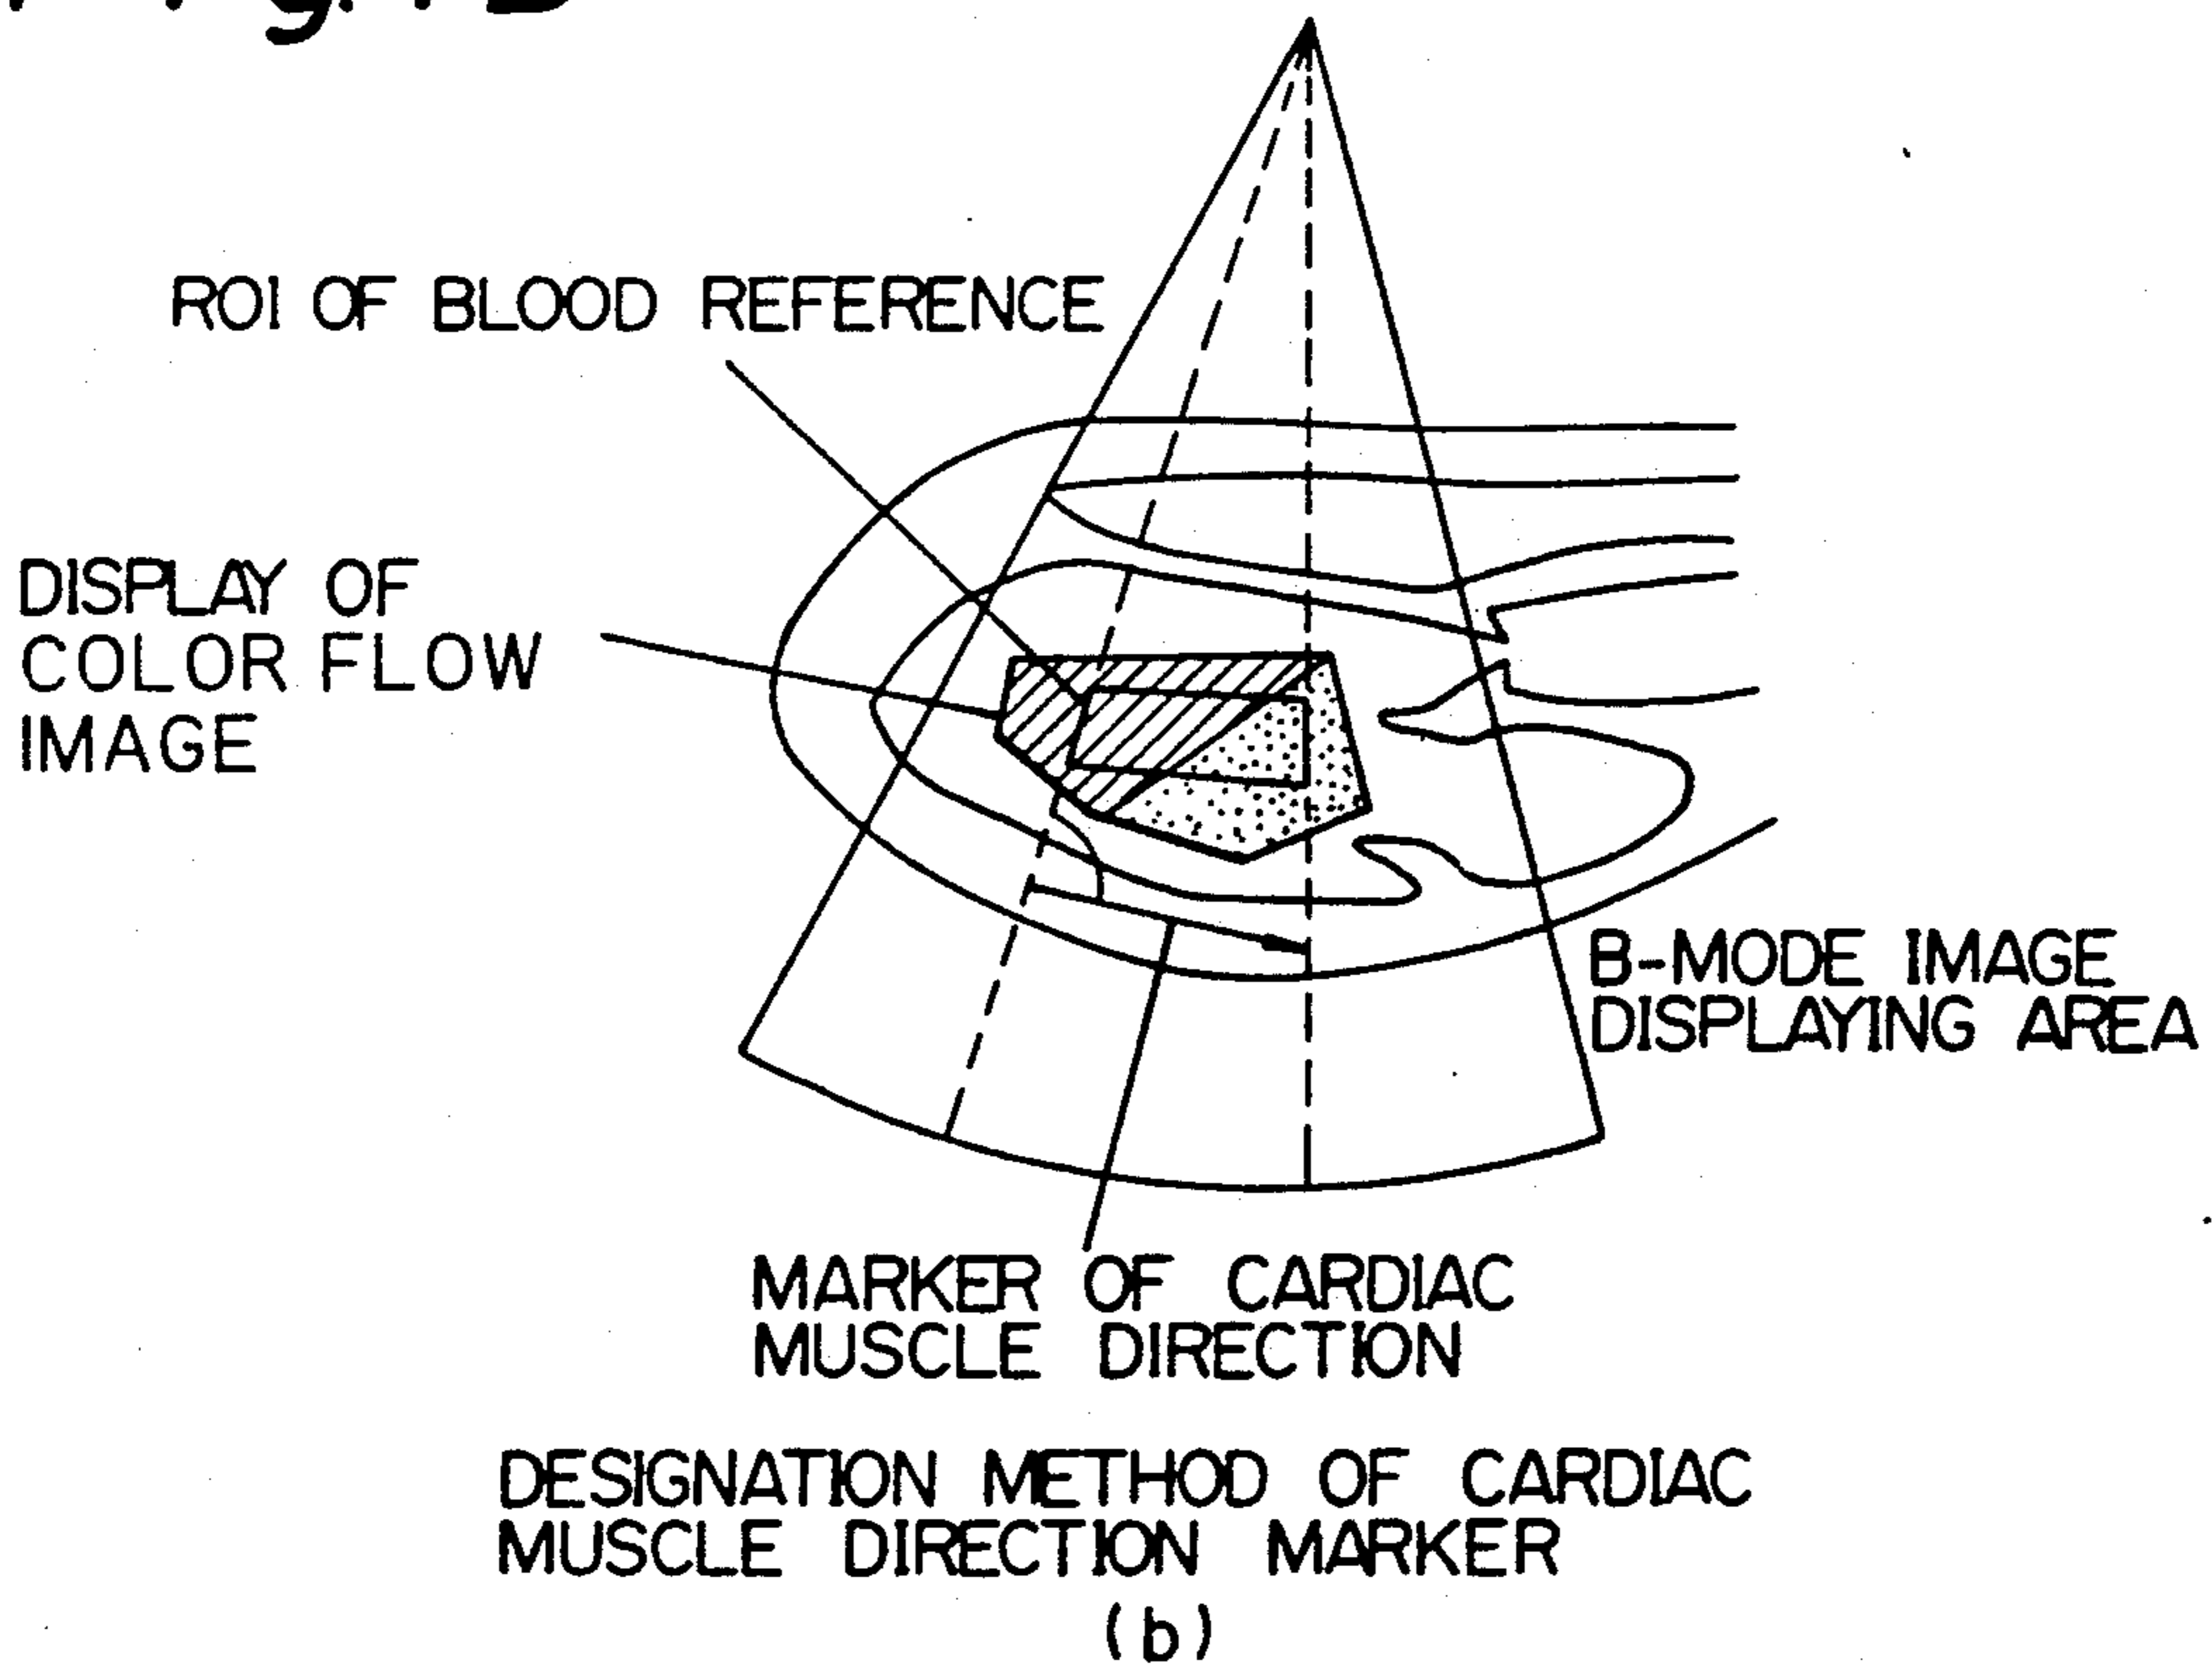 ROI OF BLOOD REFERENCE
DISPLAY OF
COLOR FLOW
IMAGE
B-MODE IMAGE
DISPLAYING AREA
MARKER OF CARDIAC
MUSCLE DIRECTION
DESIGNATION METHOD OF CARDIAC
MUSCLE DIRECTION MARKER
(b)